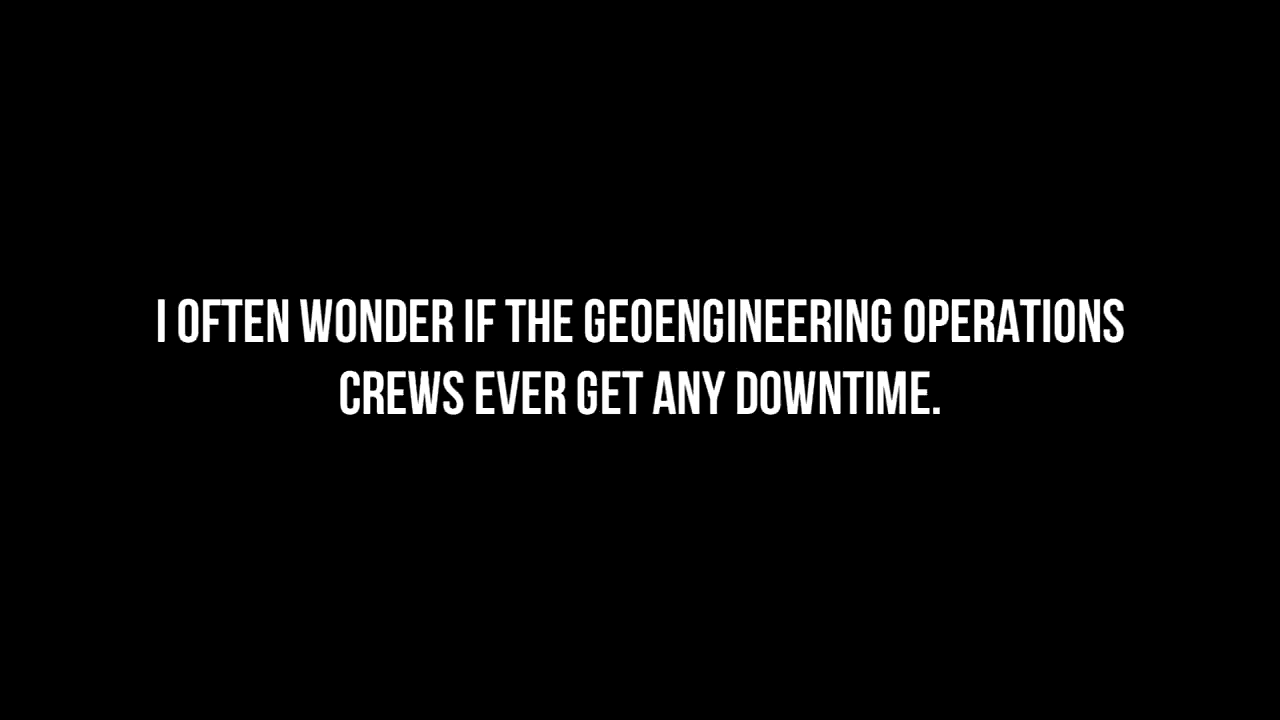 I OFTEN WONDER IF THE GEOENGINEERING OPERATIONS
CREWS EVER GET ANY DOWNTIME.